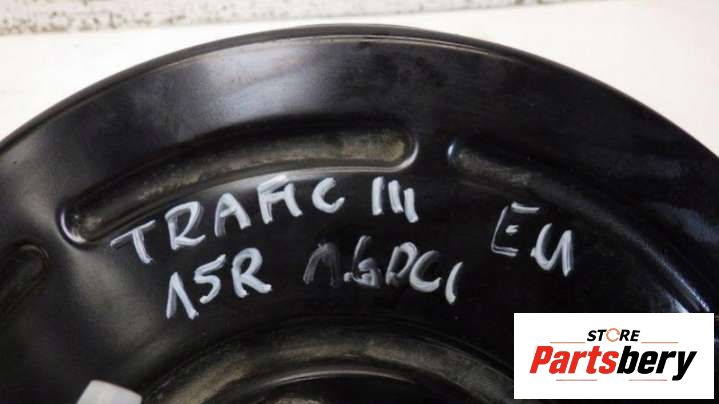 TRAFIC III EU
15R 1.6DCI
STORE
Partsbery